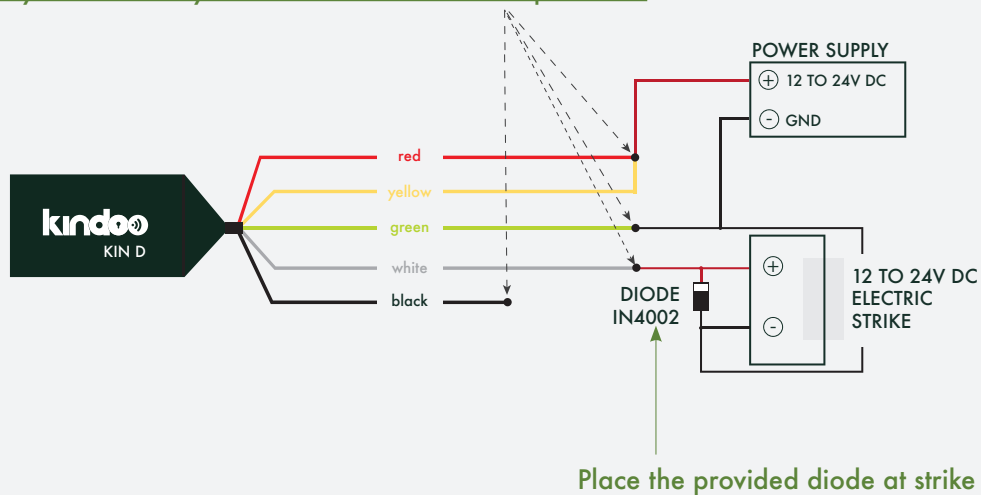 POWER SUPPLY
+ 12 TO 24V DC
- GND
red
yellow
green
white
black
kindoo
KIN D
+
-
DIODE
IN4002
12 TO 24V DC
ELECTRIC
STRIKE
Place the provided diode at strike